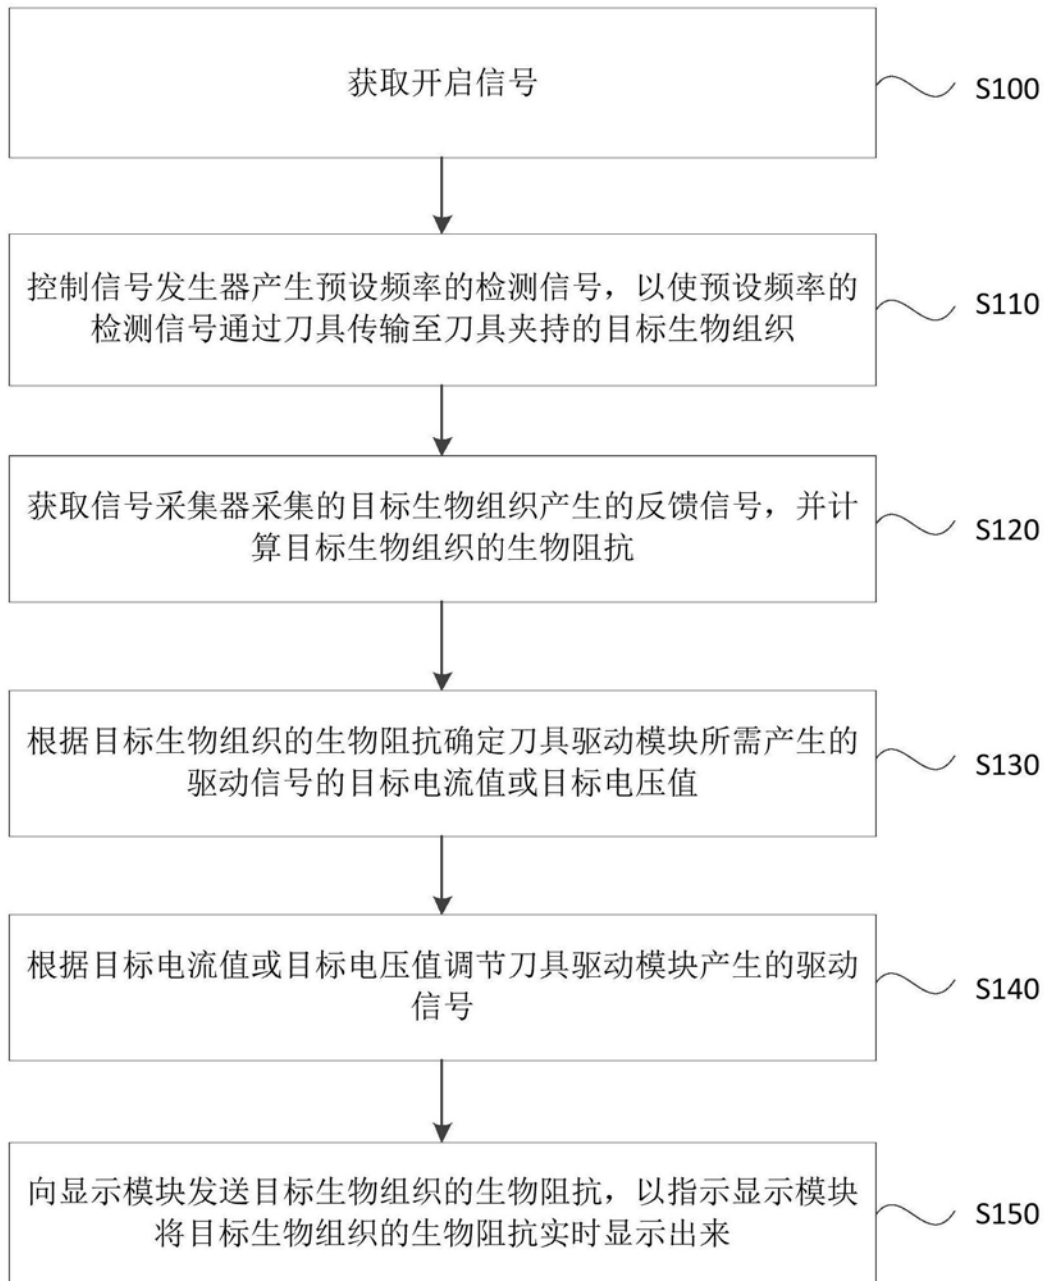 获取开启信号
S100
控制信号发生器产生预设频率的检测信号，以使预设频率的
检测信号通过刀具传输至刀具夹持的目标生物组织
S110
获取信号采集器采集的目标生物组织产生的反馈信号，并计
算目标生物组织的生物阻抗
S120
根据目标生物组织的生物阻抗确定刀具驱动模块所需产生的
驱动信号的目标电流值或目标电压值
S130
根据目标电流值或目标电压值调节刀具驱动模块产生的驱动
信号
S140
向显示模块发送目标生物组织的生物阻抗，以指示显示模块
将目标生物组织的生物阻抗实时显示出来
S150